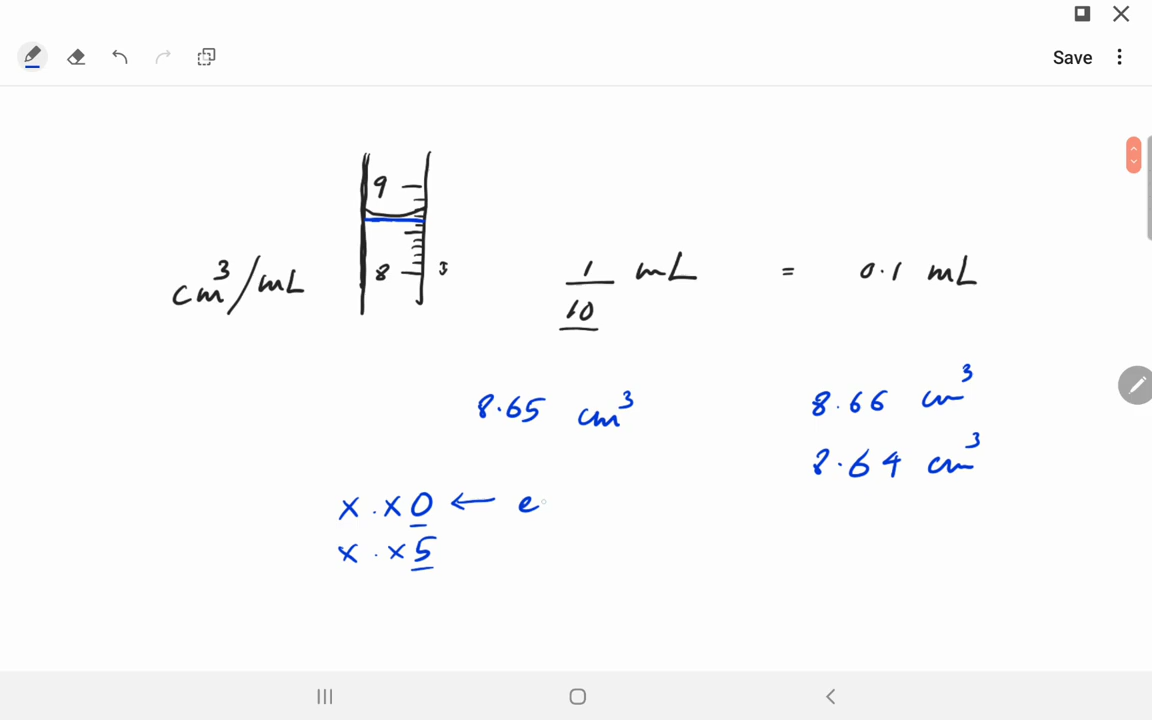 Save
9
8
cm³/mL
1/10 mL = 0.1 mL
8.65 cm³
8.66 cm³
8.64 cm³
x.x0 ← e
x.x5